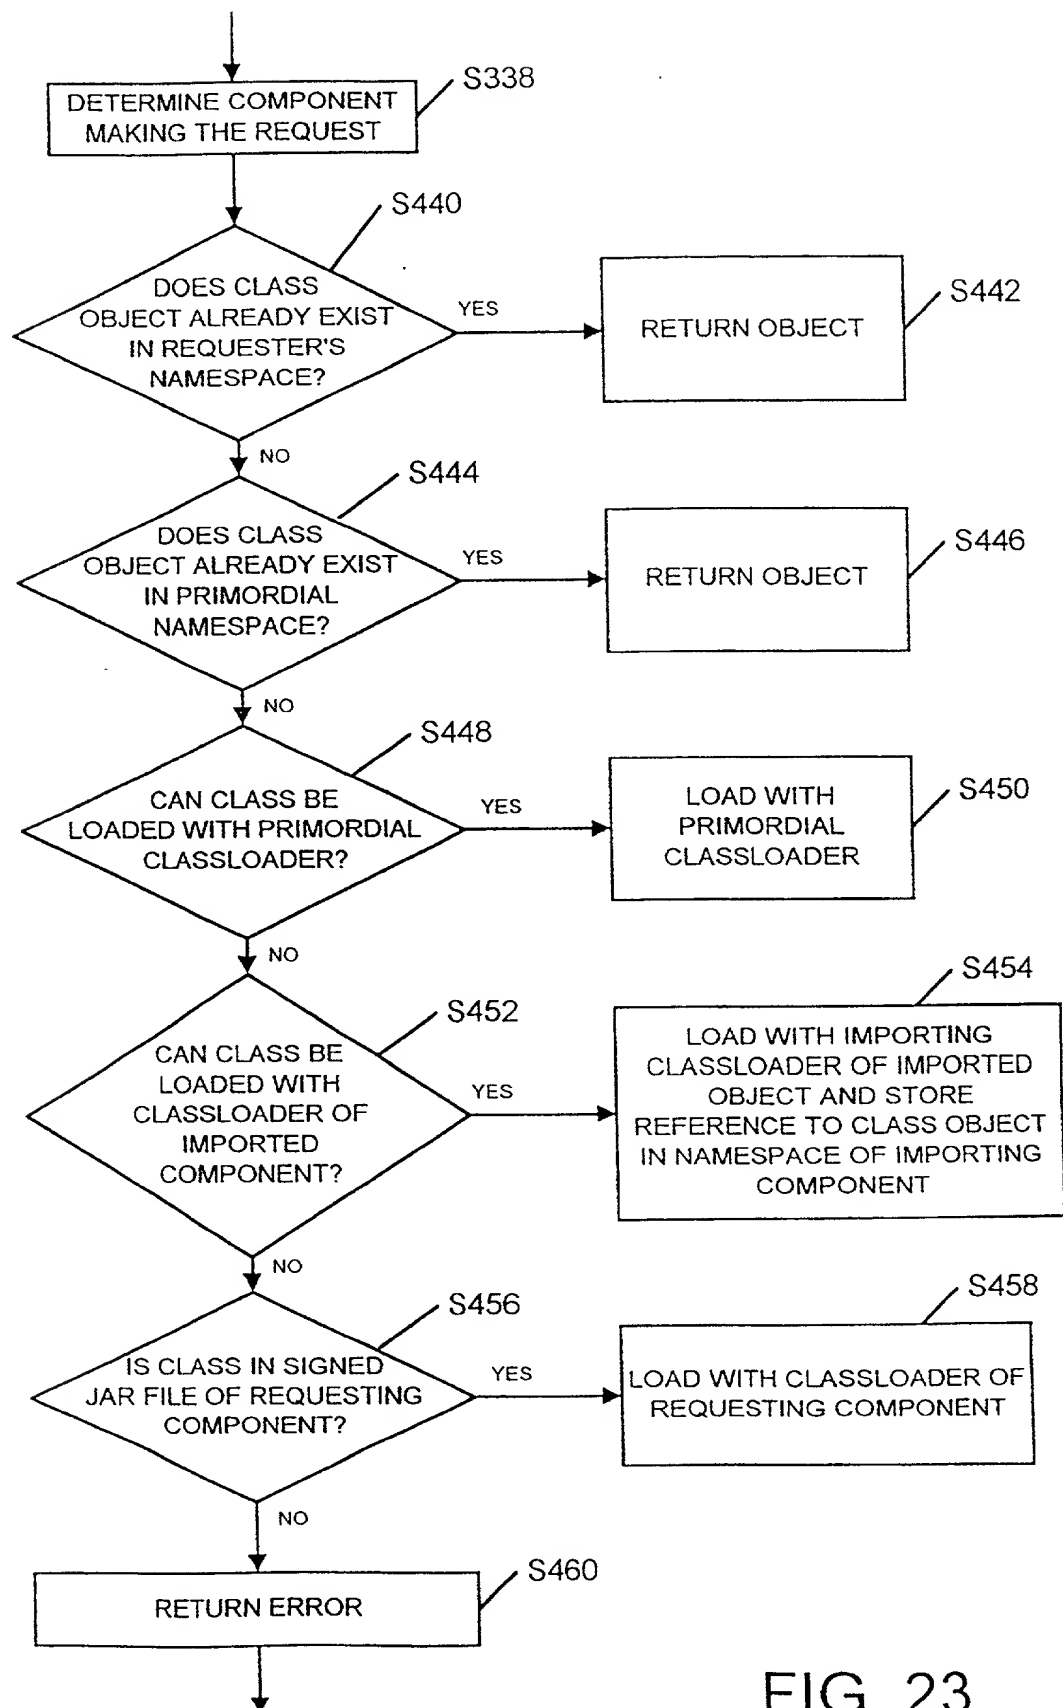 S338
DETERMINE COMPONENT
MAKING THE REQUEST
S440
DOES CLASS
OBJECT ALREADY EXIST
IN REQUESTER'S
NAMESPACE?
YES
S442
RETURN OBJECT
NO
S444
DOES CLASS
OBJECT ALREADY EXIST
IN PRIMORDIAL
NAMESPACE?
YES
S446
RETURN OBJECT
NO
S448
CAN CLASS BE
LOADED WITH PRIMORDIAL
CLASSLOADER?
YES
S450
LOAD WITH
PRIMORDIAL
CLASSLOADER
NO
S452
CAN CLASS BE
LOADED WITH
CLASSLOADER OF
IMPORTED
COMPONENT?
YES
S454
LOAD WITH IMPORTING
CLASSLOADER OF IMPORTED
OBJECT AND STORE
REFERENCE TO CLASS OBJECT
IN NAMESPACE OF IMPORTING
COMPONENT
NO
S456
IS CLASS IN SIGNED
JAR FILE OF REQUESTING
COMPONENT?
YES
S458
LOAD WITH CLASSLOADER OF
REQUESTING COMPONENT
NO
S460
RETURN ERROR
FIG. 23